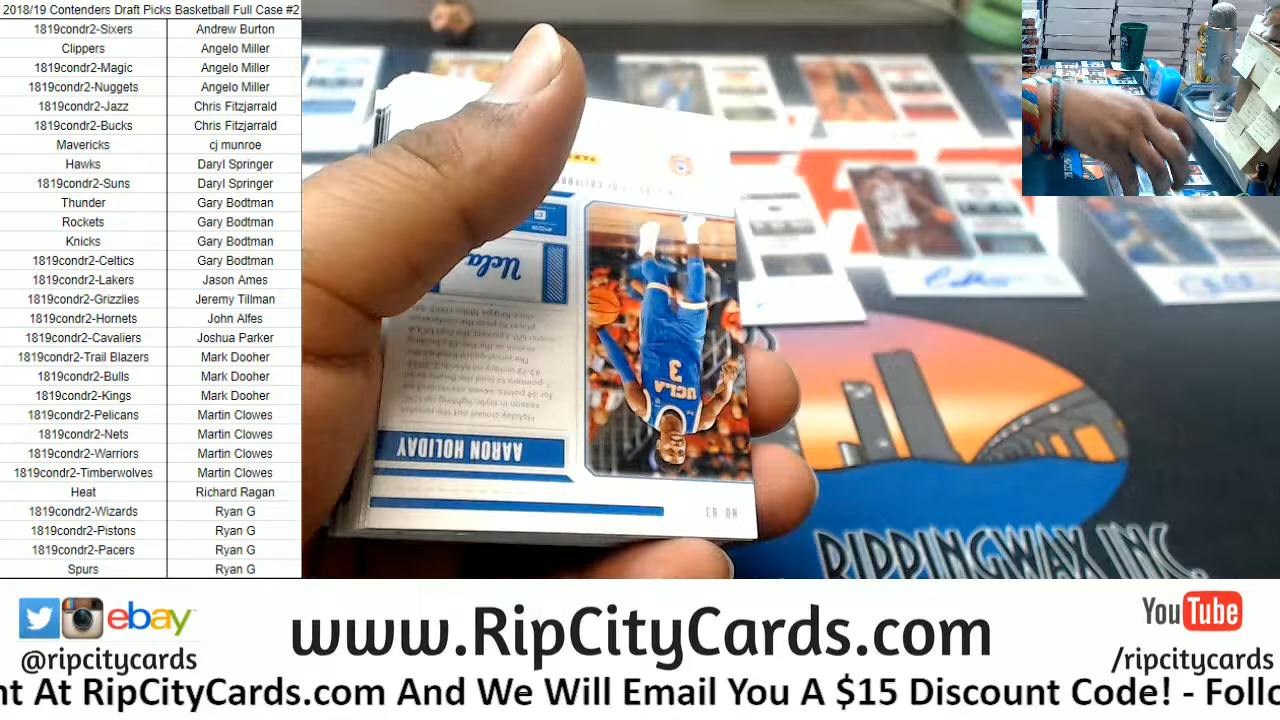 2018/19 Contenders Draft Picks Basketball Full Case #2
1819condr2-Sixers Andrew Burton
Clippers Angelo Miller
1819condr2-Magic Angelo Miller
1819condr2-Nuggets Angelo Miller
1819condr2-Jazz Chris Fitzjarrald
1819condr2-Bucks Chris Fitzjarrald
Mavericks cj munroe
Hawks Daryl Springer
1819condr2-Suns Daryl Springer
Thunder Gary Bodtman
Rockets Gary Bodtman
Knicks Gary Bodtman
1819condr2-Celtics Gary Bodtman
1819condr2-Lakers Jason Ames
1819condr2-Grizzlies Jeremy Tillman
1819condr2-Hornets John Alfes
1819condr2-Cavaliers Joshua Parker
1819condr2-Trail Blazers Mark Dooher
1819condr2-Bulls Mark Dooher
1819condr2-Kings Mark Dooher
1819condr2-Pelicans Martin Clowes
1819condr2-Nets Martin Clowes
1819condr2-Warriors Martin Clowes
1819condr2-Timberwolves Martin Clowes
Heat Richard Ragan
1819condr2-Wizards Ryan G
1819condr2-Pistons Ryan G
1819condr2-Pacers Ryan G
Spurs Ryan G
Ucla
UCLA
3
AARON HOLIDAY
RIPPINGWAX INC.
ebay
@ripcitycards
www.RipCityCards.com
YouTube
/ripcitycards
nt At RipCityCards.com And We Will Email You A $15 Discount Code! - Follo